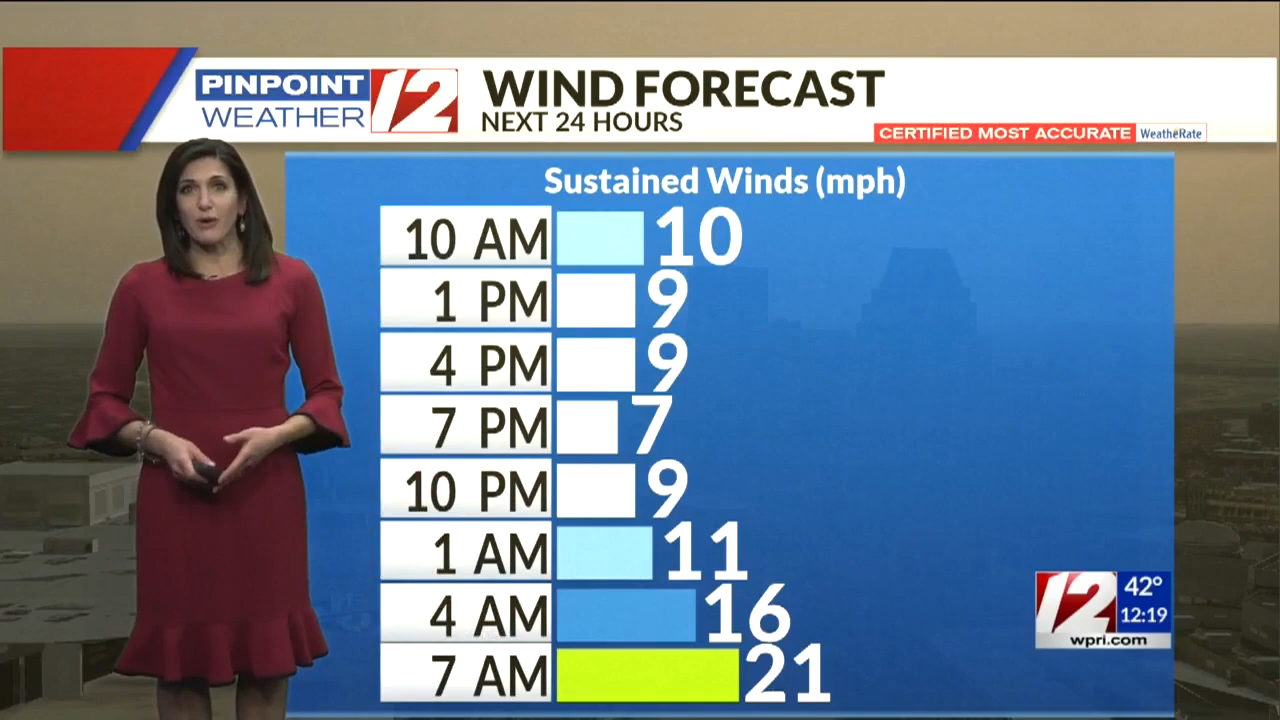 PINPOINT
WEATHER
12
WIND FORECAST
NEXT 24 HOURS
CERTIFIED MOST ACCURATE WeatheRate
Sustained Winds (mph)
10 AM 10
1 PM 9
4 PM 9
7 PM 7
10 PM 9
1 AM 11
4 AM 16
7 AM 21
12 42°
12:19
wpri.com